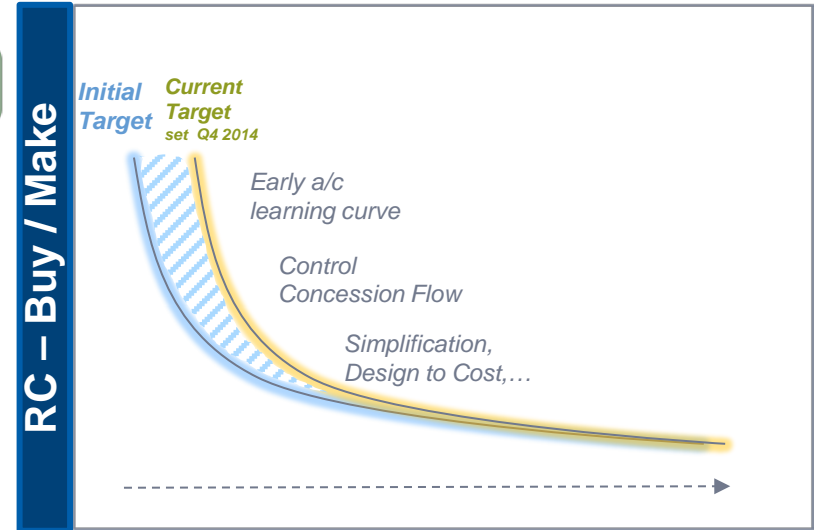 RC – Buy / Make
Initial
Target
Current
Target
set Q4 2014
Early a/c
learning curve
Control
Concession Flow
Simplification,
Design to Cost,…